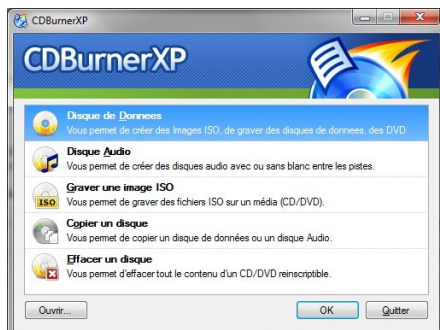 CDBurnerXP
CDBurnerXP
Disque de Donnees
Vous permet de créer des Images ISO, de graver des disques de donnees, des DVD
Disque Audio
Vous permet de créer des disques audio avec ou sans blanc entre les pistes.
Graver une image ISO
ISO
Vous permet de graver des fichiers ISO sur un média (CD/DVD).
Copier un disque
Vous permet de copier un disque de données ou un disque Audio.
Effacer un disque
Vous permet d'effacer tout le contenu d'un CD/DVD reinscriptible.
Ouvrir...
OK
Quitter